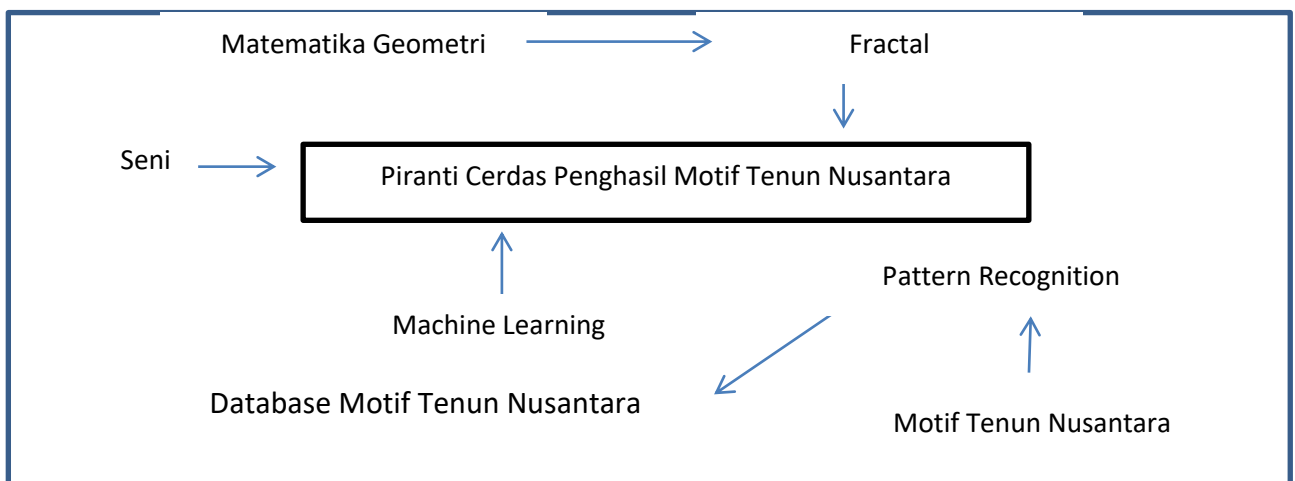 Matematika Geometri
Fractal
Seni
Piranti Cerdas Penghasil Motif Tenun Nusantara
Pattern Recognition
Machine Learning
Database Motif Tenun Nusantara
Motif Tenun Nusantara